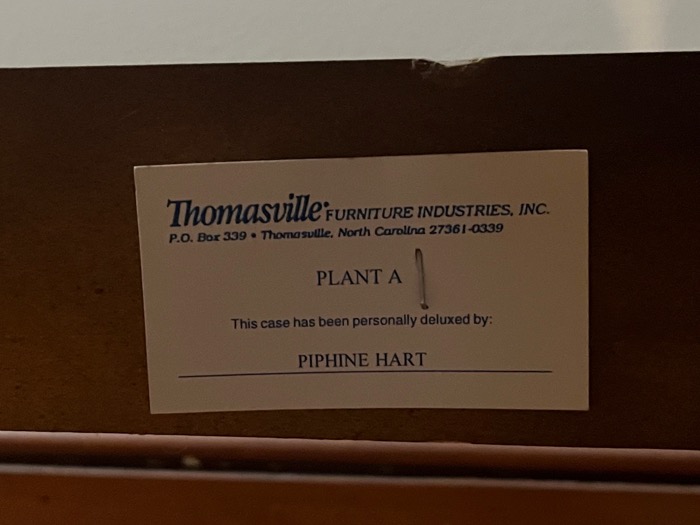 Thomasville® FURNITURE INDUSTRIES, INC.
P.O. Box 339 • Thomasville, North Carolina 27361-0339
PLANT A
This case has been personally deluxed by:
PIPHINE HART